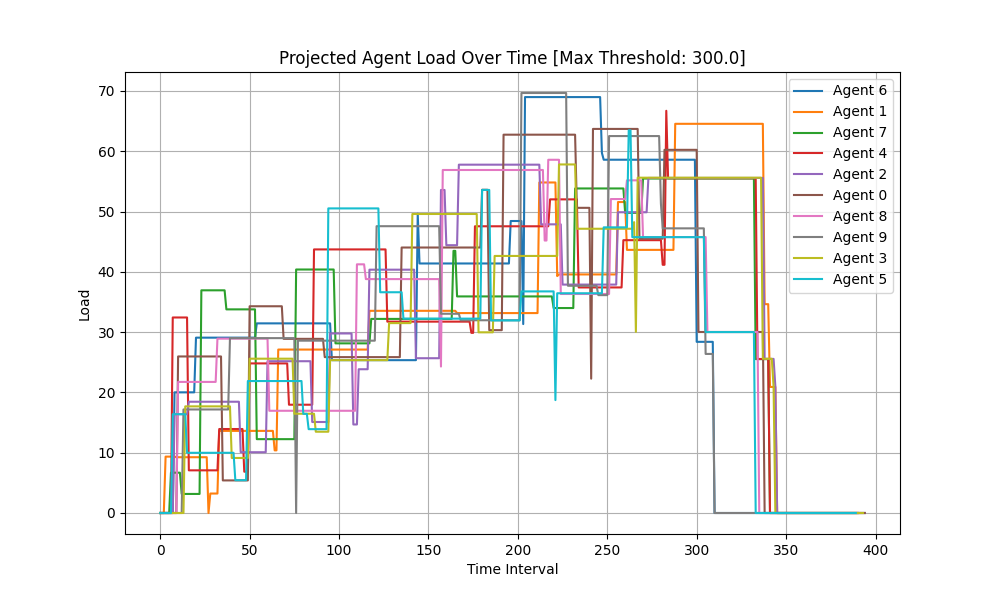 Projected Agent Load Over Time [Max Threshold: 300.0]
Load
70
60
50
40
30
20
10
0
0 50 100 150 200 250 300 350 400
Time Interval
Agent 6
Agent 1
Agent 7
Agent 4
Agent 2
Agent 0
Agent 8
Agent 9
Agent 3
Agent 5